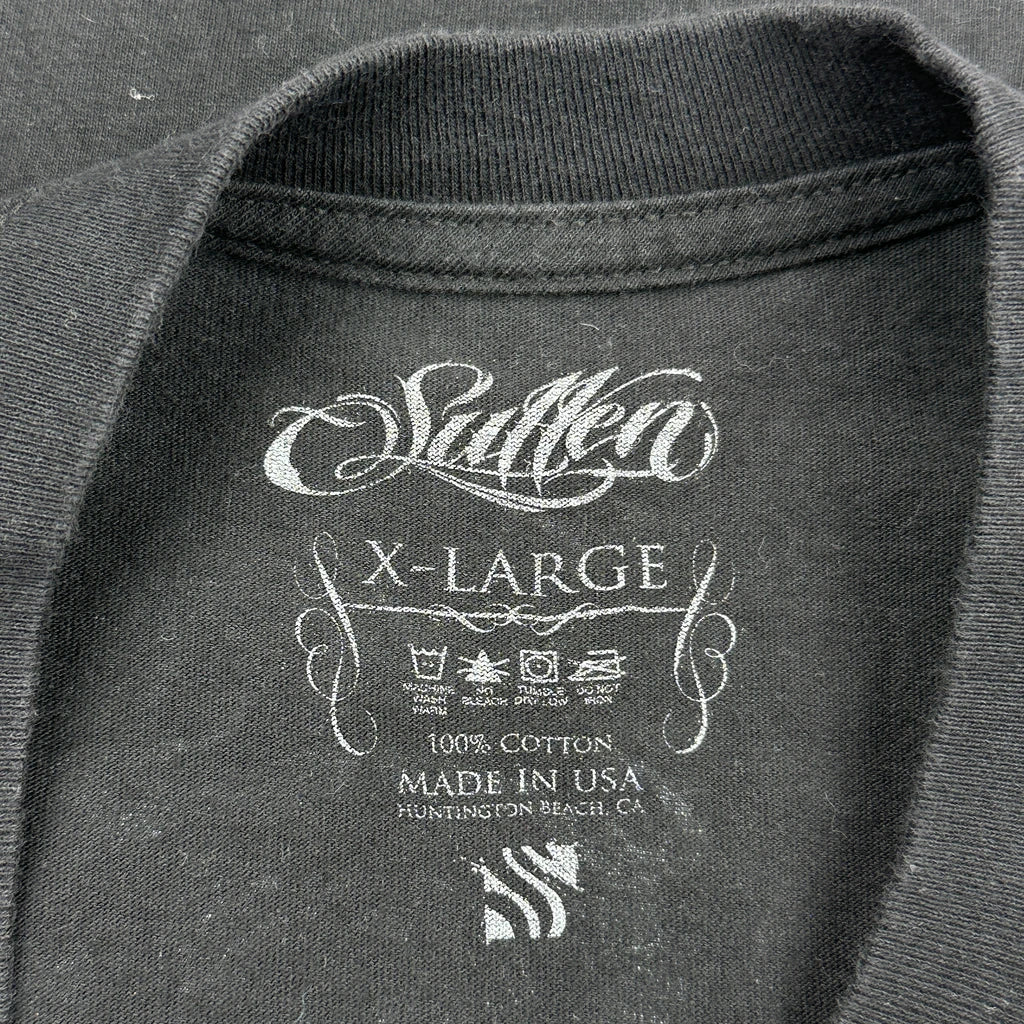 Sullen
X-LARGE
MACHINE WASH WARM
NO BLEACH
TUMBLE DRY LOW
DO NOT IRON
100% COTTON
MADE IN USA
HUNTINGTON BEACH, CA